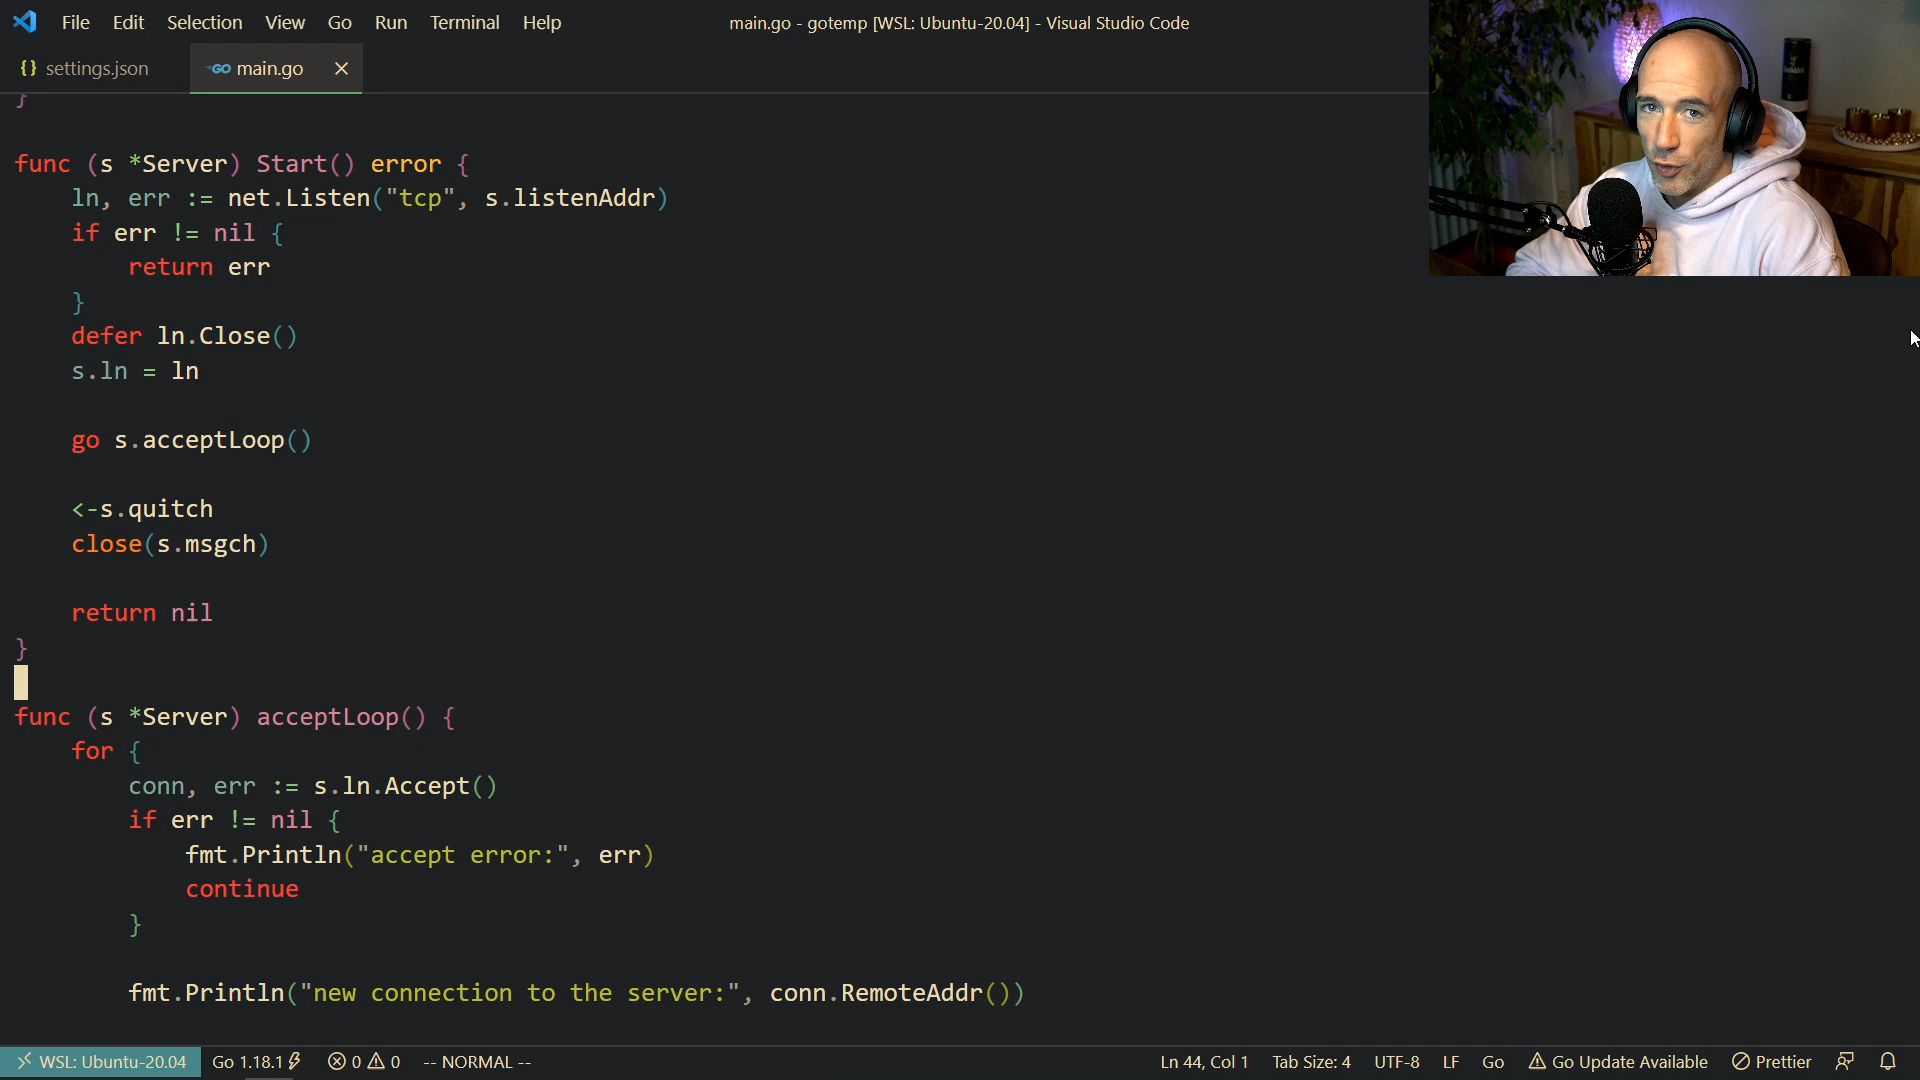 File Edit Selection View Go Run Terminal Help main.go - gotemp [WSL: Ubuntu-20.04] - Visual Studio Code
{} settings.json GO main.go ×
}
func (s *Server) Start() error {
ln, err := net.Listen("tcp", s.listenAddr)
if err != nil {
return err
}
defer ln.Close()
s.ln = ln
go s.acceptLoop()
<-s.quitch
close(s.msgch)
return nil
}
func (s *Server) acceptLoop() {
for {
conn, err := s.ln.Accept()
if err != nil {
fmt.Println("accept error:", err)
continue
}
fmt.Println("new connection to the server:", conn.RemoteAddr())
WSL: Ubuntu-20.04 Go 1.18.1 0 0 -- NORMAL -- Ln 44, Col 1 Tab Size: 4 UTF-8 LF Go Go Update Available Prettier